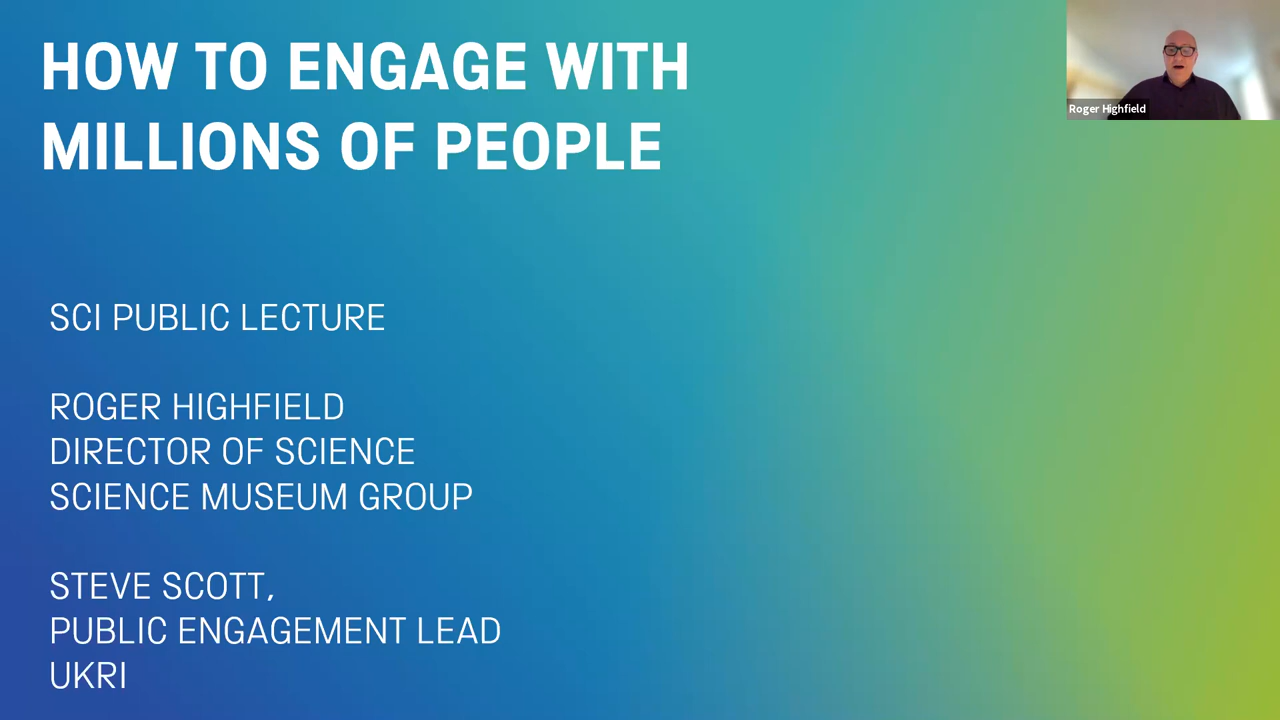 HOW TO ENGAGE WITH
MILLIONS OF PEOPLE
Roger Highfield
SCI PUBLIC LECTURE
ROGER HIGHFIELD
DIRECTOR OF SCIENCE
SCIENCE MUSEUM GROUP
STEVE SCOTT,
PUBLIC ENGAGEMENT LEAD
UKRI